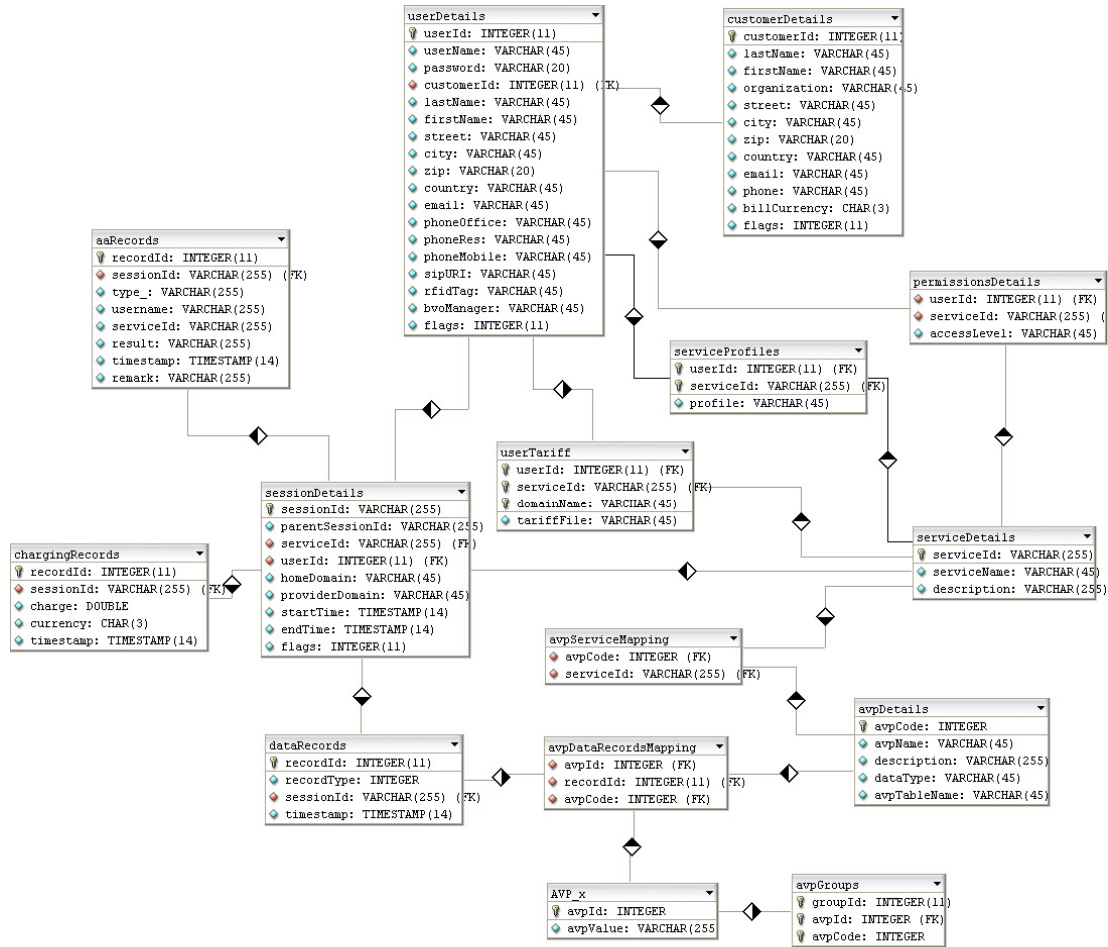 userDetails
userId: INTEGER(11)
userName: VARCHAR(45)
password: VARCHAR(20)
customerId: INTEGER(11) (FK)
lastName: VARCHAR(45)
firstName: VARCHAR(45)
street: VARCHAR(45)
city: VARCHAR(45)
zip: VARCHAR(20)
country: VARCHAR(45)
email: VARCHAR(45)
phoneOffice: VARCHAR(45)
phoneRes: VARCHAR(45)
phoneMobile: VARCHAR(45)
sipURI: VARCHAR(45)
rfidTag: VARCHAR(45)
bvoManager: VARCHAR(45)
flags: INTEGER(11)
customerDetails
customerId: INTEGER(11)
lastName: VARCHAR(45)
firstName: VARCHAR(45)
organization: VARCHAR(45)
street: VARCHAR(45)
city: VARCHAR(45)
zip: VARCHAR(20)
country: VARCHAR(45)
email: VARCHAR(45)
phone: VARCHAR(45)
billCurrency: CHAR(3)
flags: INTEGER(11)
aaRecords
recordId: INTEGER(11)
sessionId: VARCHAR(255) (FK)
type_: VARCHAR(255)
username: VARCHAR(255)
serviceId: VARCHAR(255)
result: VARCHAR(255)
timestamp: TIMESTAMP(14)
remark: VARCHAR(255)
permissionsDetails
userId: INTEGER(11) (FK)
serviceId: VARCHAR(255) (
accessLevel: VARCHAR(45)
serviceProfiles
userId: INTEGER(11) (FK)
serviceId: VARCHAR(255) (FK)
profile: VARCHAR(45)
userTariff
userId: INTEGER(11) (FK)
serviceId: VARCHAR(255) (FK)
domainName: VARCHAR(45)
tariffFile: VARCHAR(45)
sessionDetails
sessionId: VARCHAR(255)
parentSessionId: VARCHAR(255)
serviceId: VARCHAR(255) (FK)
userId: INTEGER(11) (FK)
homeDomain: VARCHAR(45)
providerDomain: VARCHAR(45)
startTime: TIMESTAMP(14)
endTime: TIMESTAMP(14)
flags: INTEGER(11)
chargingRecords
recordId: INTEGER(11)
sessionId: VARCHAR(255) (FK)
charge: DOUBLE
currency: CHAR(3)
timestamp: TIMESTAMP(14)
serviceDetails
serviceId: VARCHAR(255)
serviceName: VARCHAR(45)
description: VARCHAR(255)
avpServiceMapping
avpCode: INTEGER (FK)
serviceId: VARCHAR(255) (FK)
avpDetails
avpCode: INTEGER
avpName: VARCHAR(45)
description: VARCHAR(255)
dataType: VARCHAR(45)
avpTableName: VARCHAR(45)
dataRecords
recordId: INTEGER(11)
recordType: INTEGER
sessionId: VARCHAR(255) (FK)
timestamp: TIMESTAMP(14)
avpDataRecordsMapping
avpId: INTEGER (FK)
recordId: INTEGER(11) (FK)
avpCode: INTEGER (FK)
AVP_x
avpId: INTEGER
avpValue: VARCHAR(255
avpGroups
groupId: INTEGER(11)
avpId: INTEGER (FK)
avpCode: INTEGER